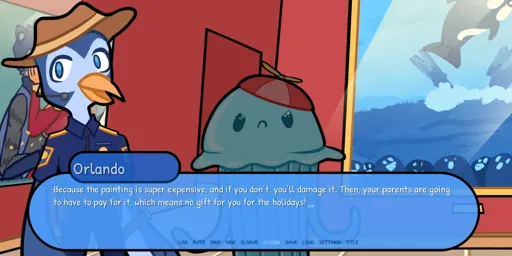 Orlando
Because the painting is super expensive, and if you don't, you'll damage it. Then, your parents are going
to have to pay for it, which means no gift for you for the holidays!
LOG AUTO SKIP HIDE Q.SAVE Q.LOAD SAVE LOAD SETTINGS TITLE